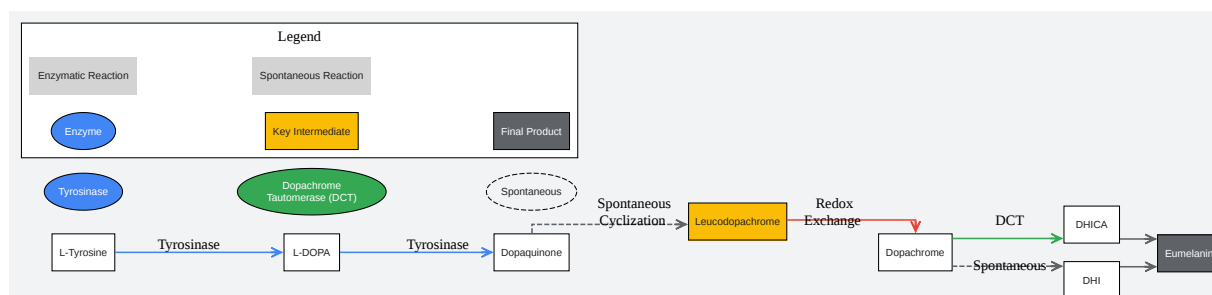 Legend
Enzymatic Reaction
Spontaneous Reaction
Enzyme
Key Intermediate
Final Product
Tyrosinase
Dopachrome
Tautomerase (DCT)
Spontaneous
Spontaneous
Cyclization
Leucodopachrome
Redox
Exchange
L-Tyrosine
Tyrosinase
L-DOPA
Tyrosinase
Dopaquinone
Dopachrome
DCT
Spontaneous
DHICA
DHI
Eumelanin